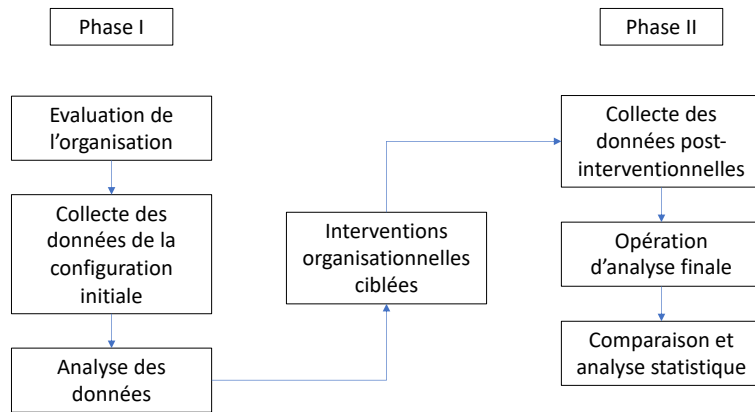 Phase I
Evaluation de
l’organisation
Collecte des
données de la
configuration
initiale
Analyse des
données
Interventions
organisationnelles
ciblées
Phase II
Collecte des
données post-
interventionnelles
Opération
d’analyse finale
Comparaison et
analyse statistique